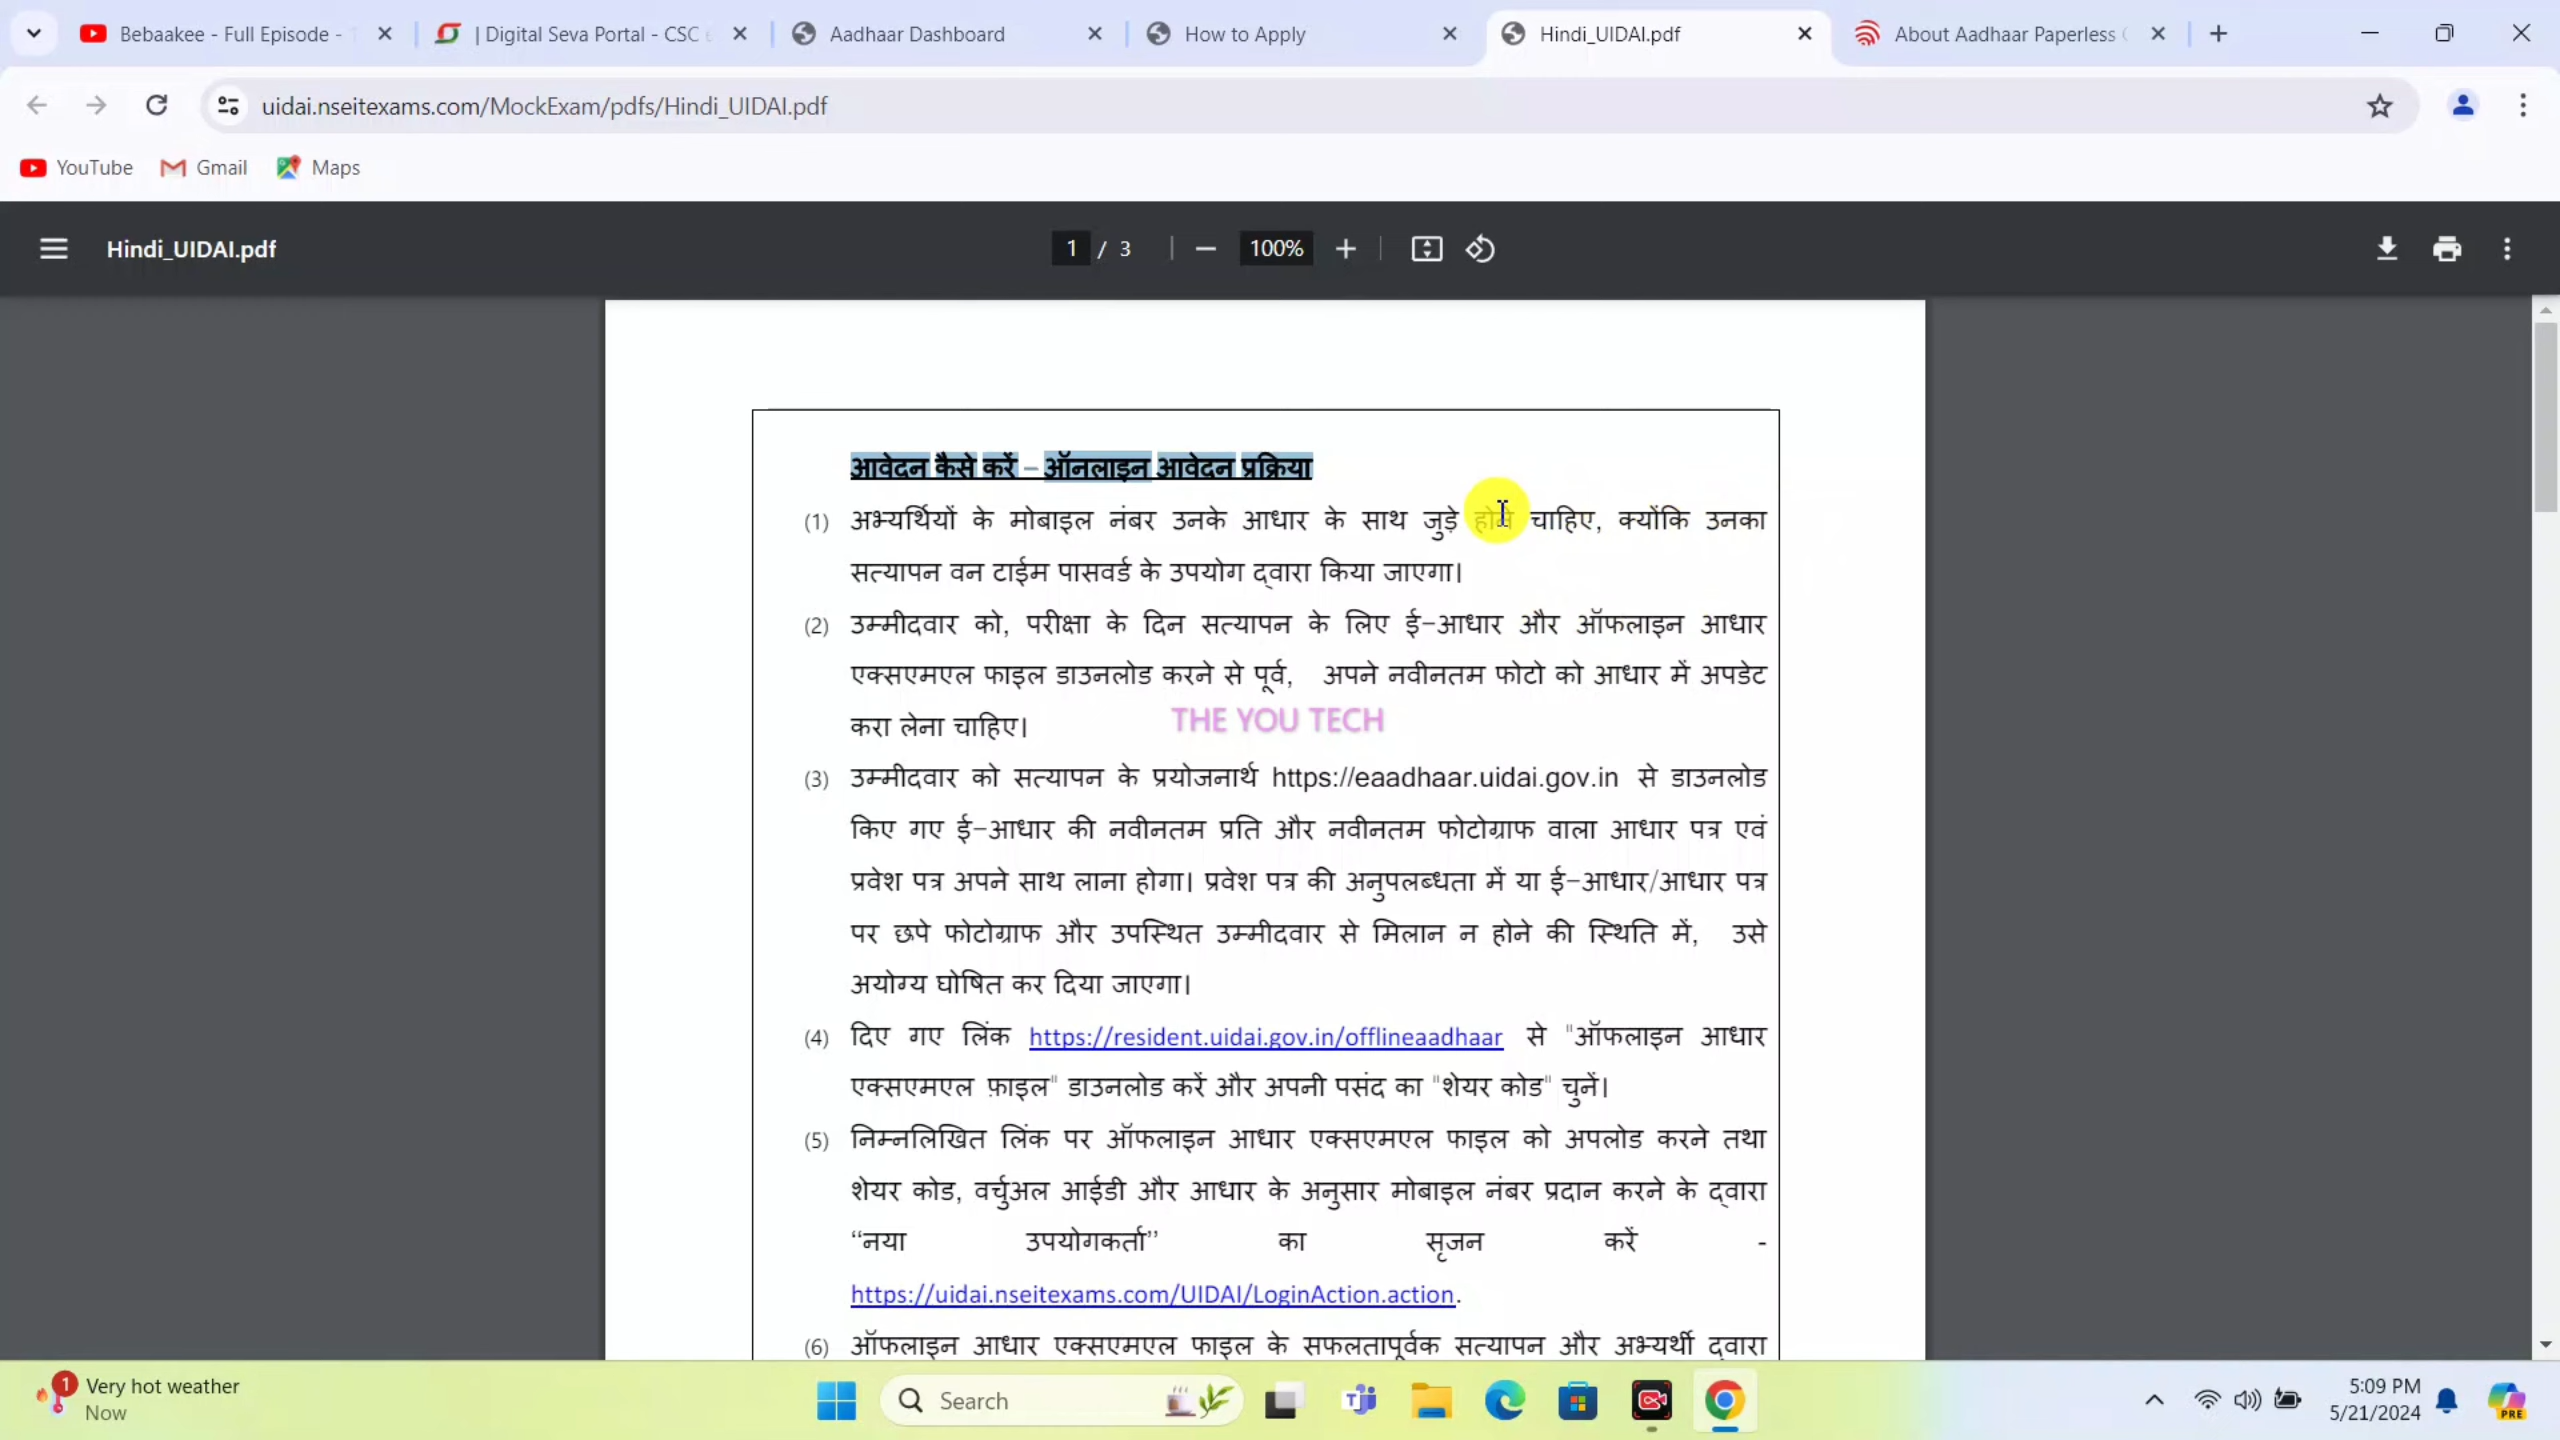 Bebaakee - Full Episode -
| Digital Seva Portal - CSC
Aadhaar Dashboard
How to Apply
Hindi_UIDAI.pdf
About Aadhaar Paperless
uidai.nseitexams.com/MockExam/pdfs/Hindi_UIDAI.pdf
YouTube
Gmail
Maps
Hindi_UIDAI.pdf
1 / 3
100%
आवेदन कैसे करें – ऑनलाइन आवेदन प्रक्रिया
(1) अभ्यर्थियों के मोबाइल नंबर उनके आधार के साथ जुड़े होने चाहिए, क्योंकि उनका
सत्यापन वन टाईम पासवर्ड के उपयोग द्वारा किया जाएगा।
(2) उम्मीदवार को, परीक्षा के दिन सत्यापन के लिए ई-आधार और ऑफलाइन आधार
एक्सएमएल फाइल डाउनलोड करने से पूर्व, अपने नवीनतम फोटो को आधार में अपडेट
करा लेना चाहिए।
THE YOU TECH
(3) उम्मीदवार को सत्यापन के प्रयोजनार्थ https://eaadhaar.uidai.gov.in से डाउनलोड
किए गए ई-आधार की नवीनतम प्रति और नवीनतम फोटोग्राफ वाला आधार पत्र एवं
प्रवेश पत्र अपने साथ लाना होगा। प्रवेश पत्र की अनुपलब्धता में या ई-आधार/आधार पत्र
पर छपे फोटोग्राफ और उपस्थित उम्मीदवार से मिलान न होने की स्थिति में, उसे
अयोग्य घोषित कर दिया जाएगा।
(4) दिए गए लिंक https://resident.uidai.gov.in/offlineaadhaar से "ऑफलाइन आधार
एक्सएमएल फ़ाइल" डाउनलोड करें और अपनी पसंद का "शेयर कोड" चुनें।
(5) निम्नलिखित लिंक पर ऑफलाइन आधार एक्सएमएल फाइल को अपलोड करने तथा
शेयर कोड, वर्चुअल आईडी और आधार के अनुसार मोबाइल नंबर प्रदान करने के द्वारा
“नया उपयोगकर्ता” का सृजन करें -
https://uidai.nseitexams.com/UIDAI/LoginAction.action.
(6) ऑफलाइन आधार एक्सएमएल फाइल के सफलतापूर्वक सत्यापन और अभ्यर्थी द्वारा
1
Very hot weather
Now
Search
PRE
5:09 PM
5/21/2024